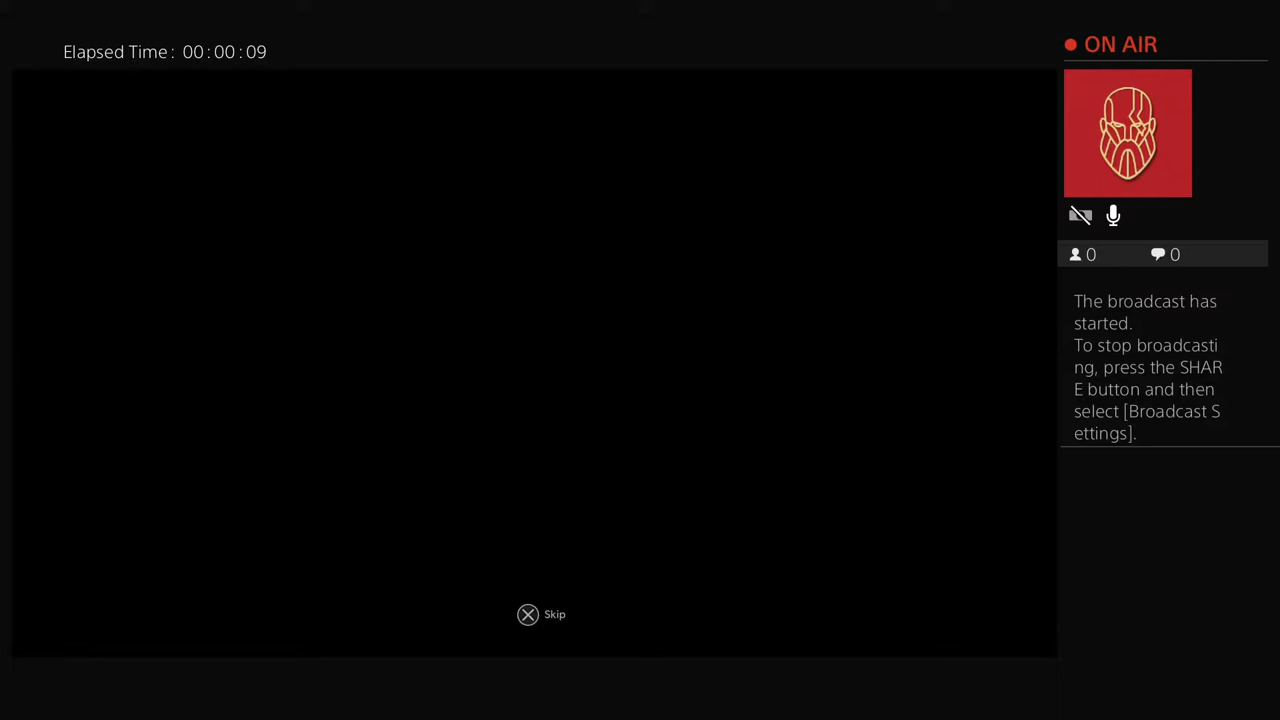 Elapsed Time: 00:00:09
ON AIR
0 0
The broadcast has
started.
To stop broadcasti
ng, press the SHAR
E button and then
select [Broadcast S
ettings].
Skip